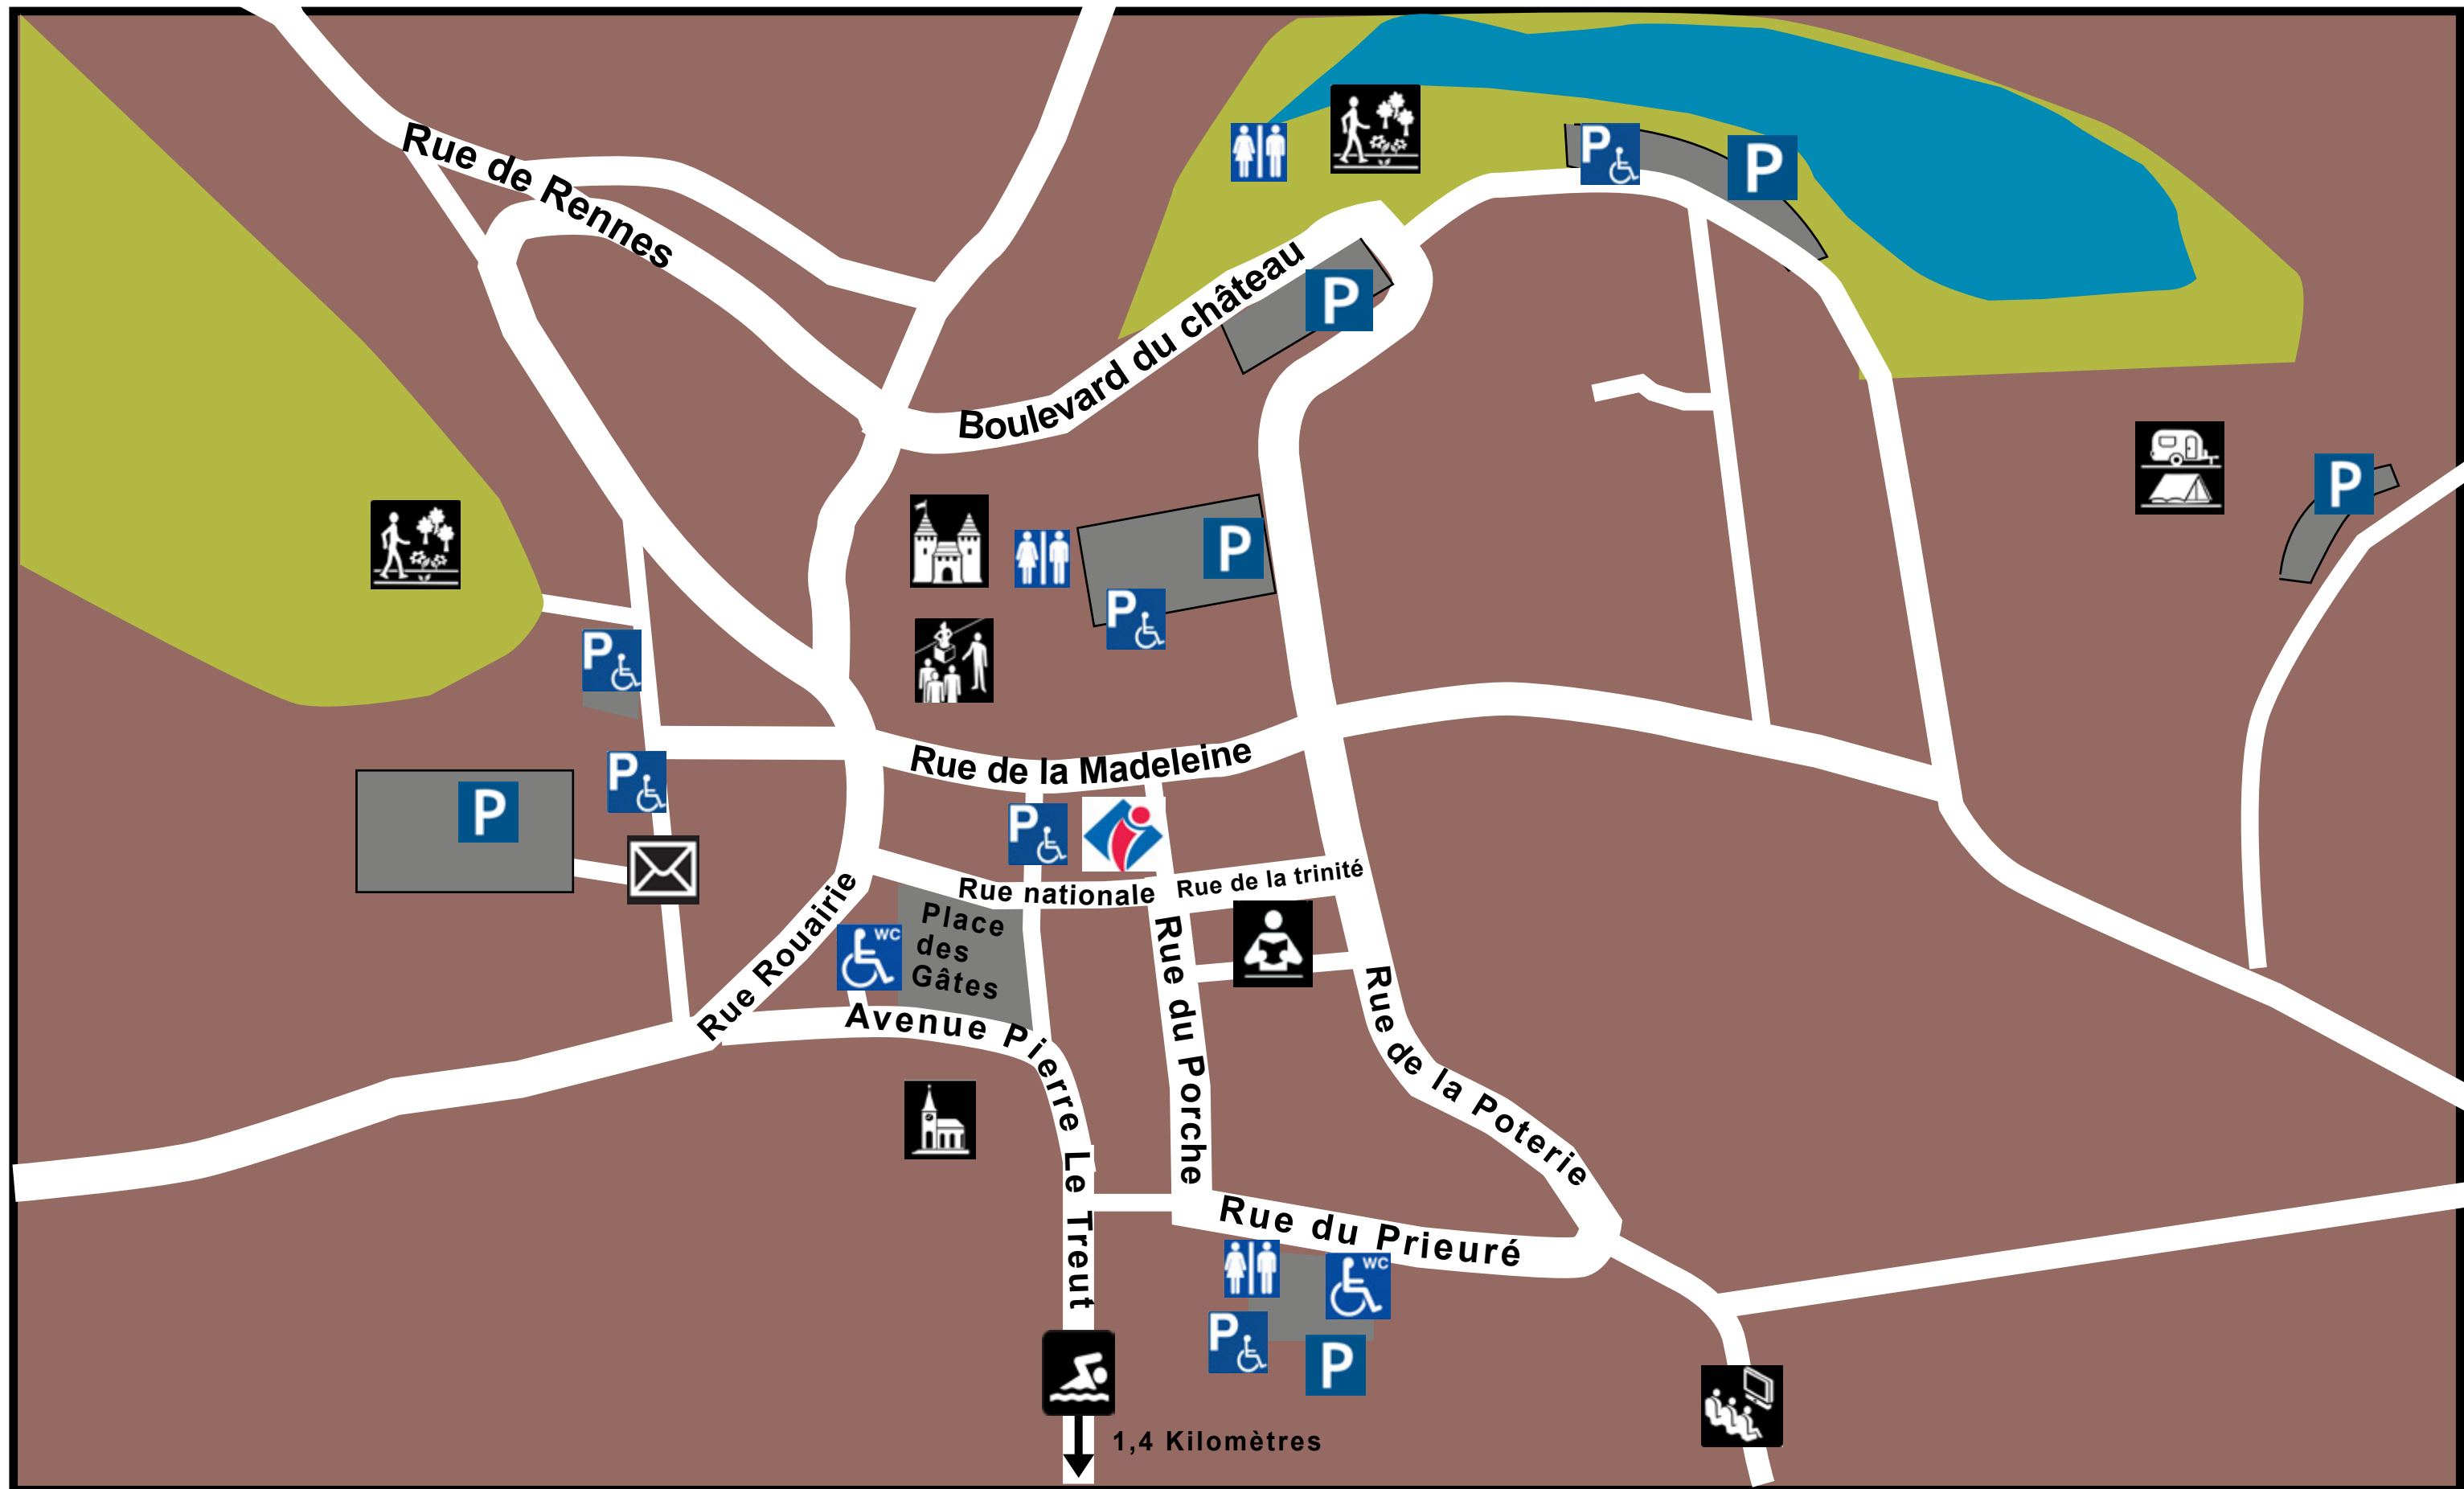 Rue de Rennes
P
P
Boulevard du château
P
P
P
P
P
P
Rue de la Madeleine
P
P
P
Rue nationale
Rue de la trinité
Rue Rouairie
Place
des
Gâtes
WC
Avenue Pierre Le Treut
Rue du Porche
Rue de la Poterie
Rue du Prieuré
WC
P
P
1,4 Kilomètres